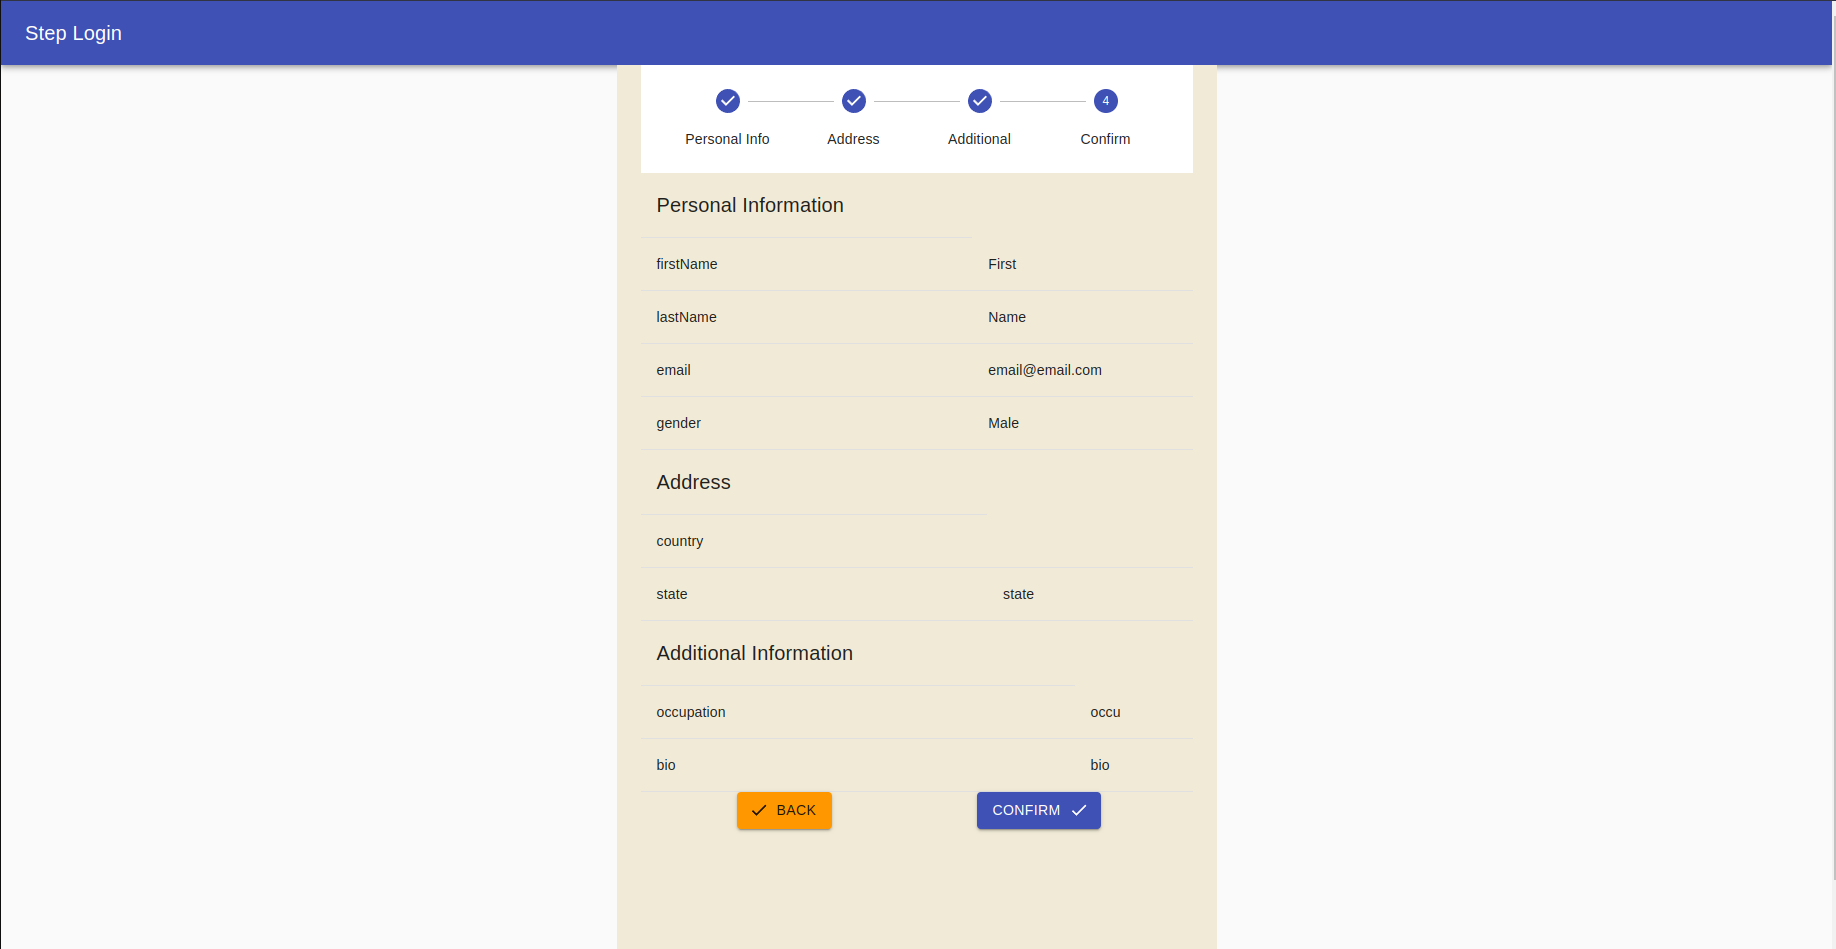 Step Login
4
Personal Info Address Additional Confirm
Personal Information
firstName First
lastName Name
email email@email.com
gender Male
Address
country
state state
Additional Information
occupation occu
bio bio
BACK CONFIRM